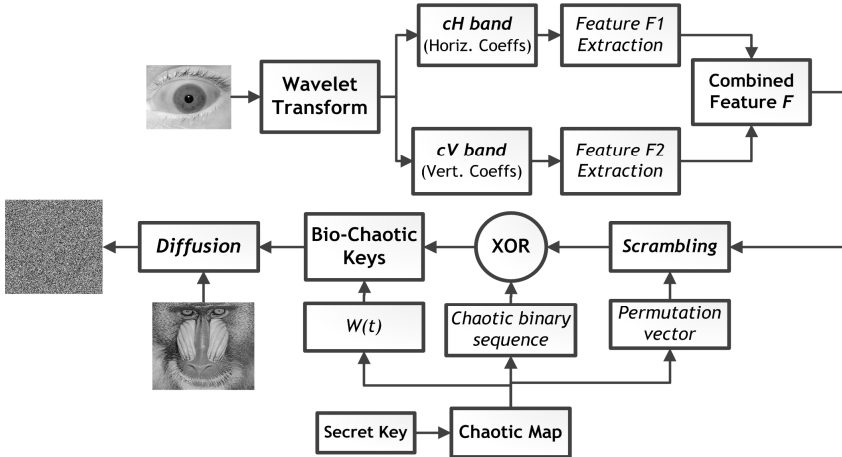 cH band
(Horiz. Coeffs)
Feature F1
Extraction
Wavelet
Transform
Combined
Feature F
cV band
(Vert. Coeffs)
Feature F2
Extraction
Diffusion
Bio-Chaotic
Keys
XOR
Scrambling
W(t)
Chaotic binary
sequence
Permutation
vector
Secret Key
Chaotic Map